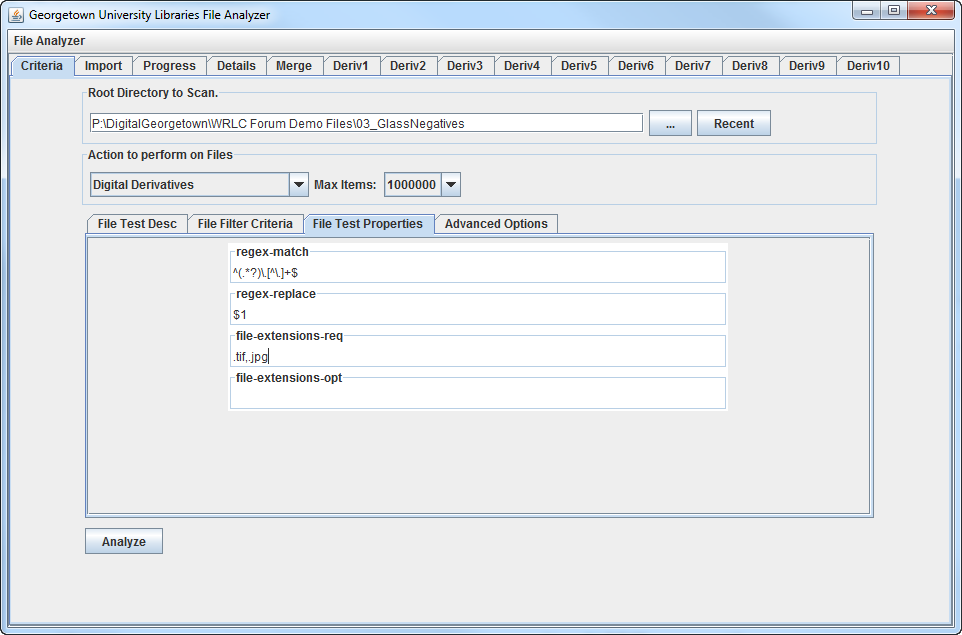 Georgetown University Libraries File Analyzer
File Analyzer
Criteria Import Progress Details Merge Deriv1 Deriv2 Deriv3 Deriv4 Deriv5 Deriv6 Deriv7 Deriv8 Deriv9 Deriv10
Root Directory to Scan.
P:\DigitalGeorgetown\WRLC Forum Demo Files\03_GlassNegatives ... Recent
Action to perform on Files
Digital Derivatives Max Items: 1000000
File Test Desc File Filter Criteria File Test Properties Advanced Options
regex-match
^(.*?)\.[^\.]+$
regex-replace
$1
file-extensions-req
.tif,.jpg
file-extensions-opt
Analyze